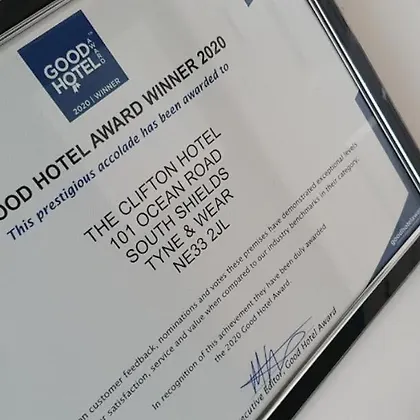 GOOD
HOTEL
AWARD
2020 | WINNER
OOD HOTEL AWARD WINNER 2020
This prestigious accolade has been awarded to
THE CLIFTON HOTEL
101 OCEAN ROAD
SOUTH SHIELDS
TYNE & WEAR
NE33 2JL
on customer feedback, nominations and votes these premises have demonstrated exceptional levels
r satisfaction, service and value when compared to our industry benchmarks in their category.
In recognition of this achievement they have been duly awarded
the 2020 Good Hotel Award.
ecutive Editor, Good Hotel Award